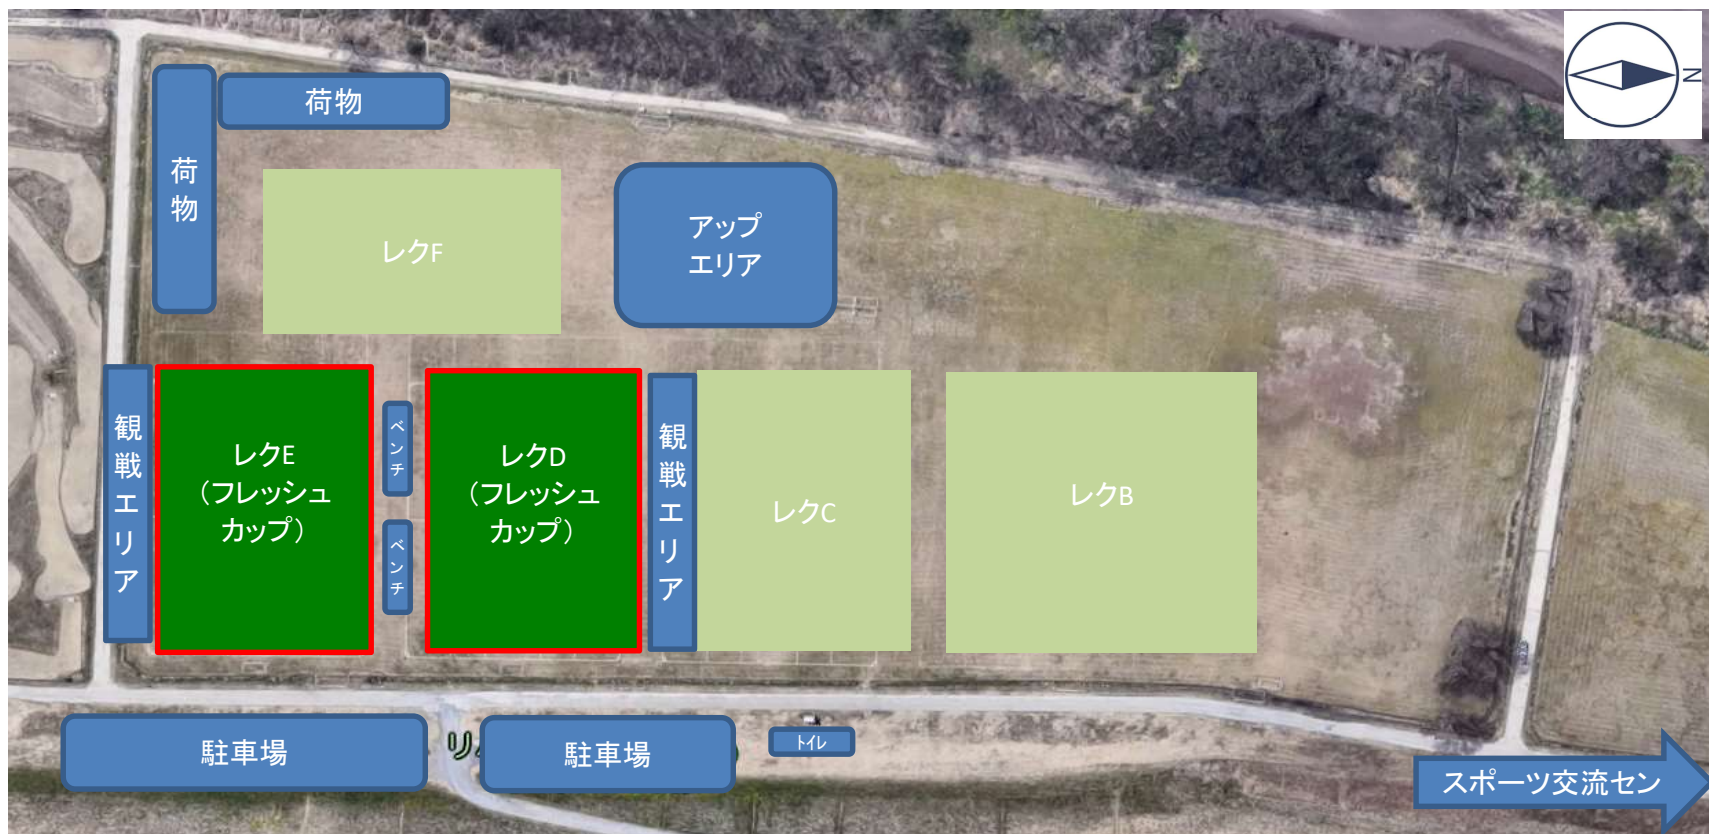 N
荷物
荷物
レクF
アップ
エリア
観戦エリア
レクE
（フレッシュ
カップ）
ベンチ
ベンチ
レクD
（フレッシュ
カップ）
観戦エリア
レクC
レクB
駐車場
リバ
駐車場
トイレ
スポーツ交流セン